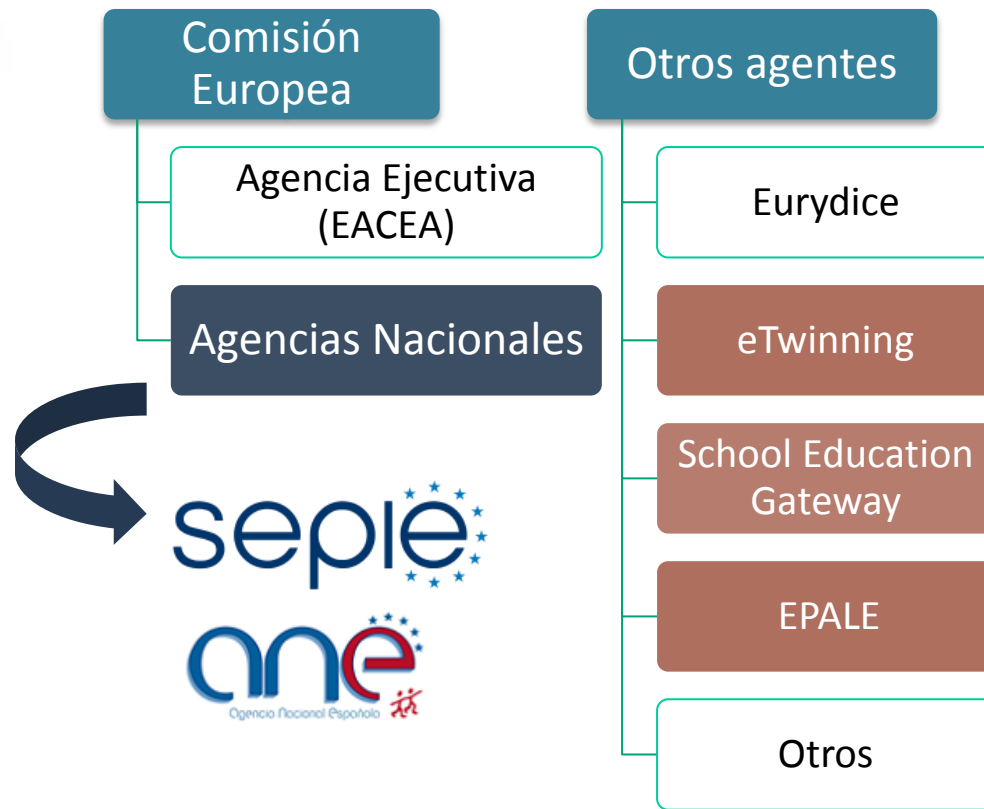 Comisión
Europea
Agencia Ejecutiva
(EACEA)
Agencias Nacionales
sepie
ane
Agencia Nacional Española
Otros agentes
Eurydice
eTwinning
School Education
Gateway
EPALE
Otros